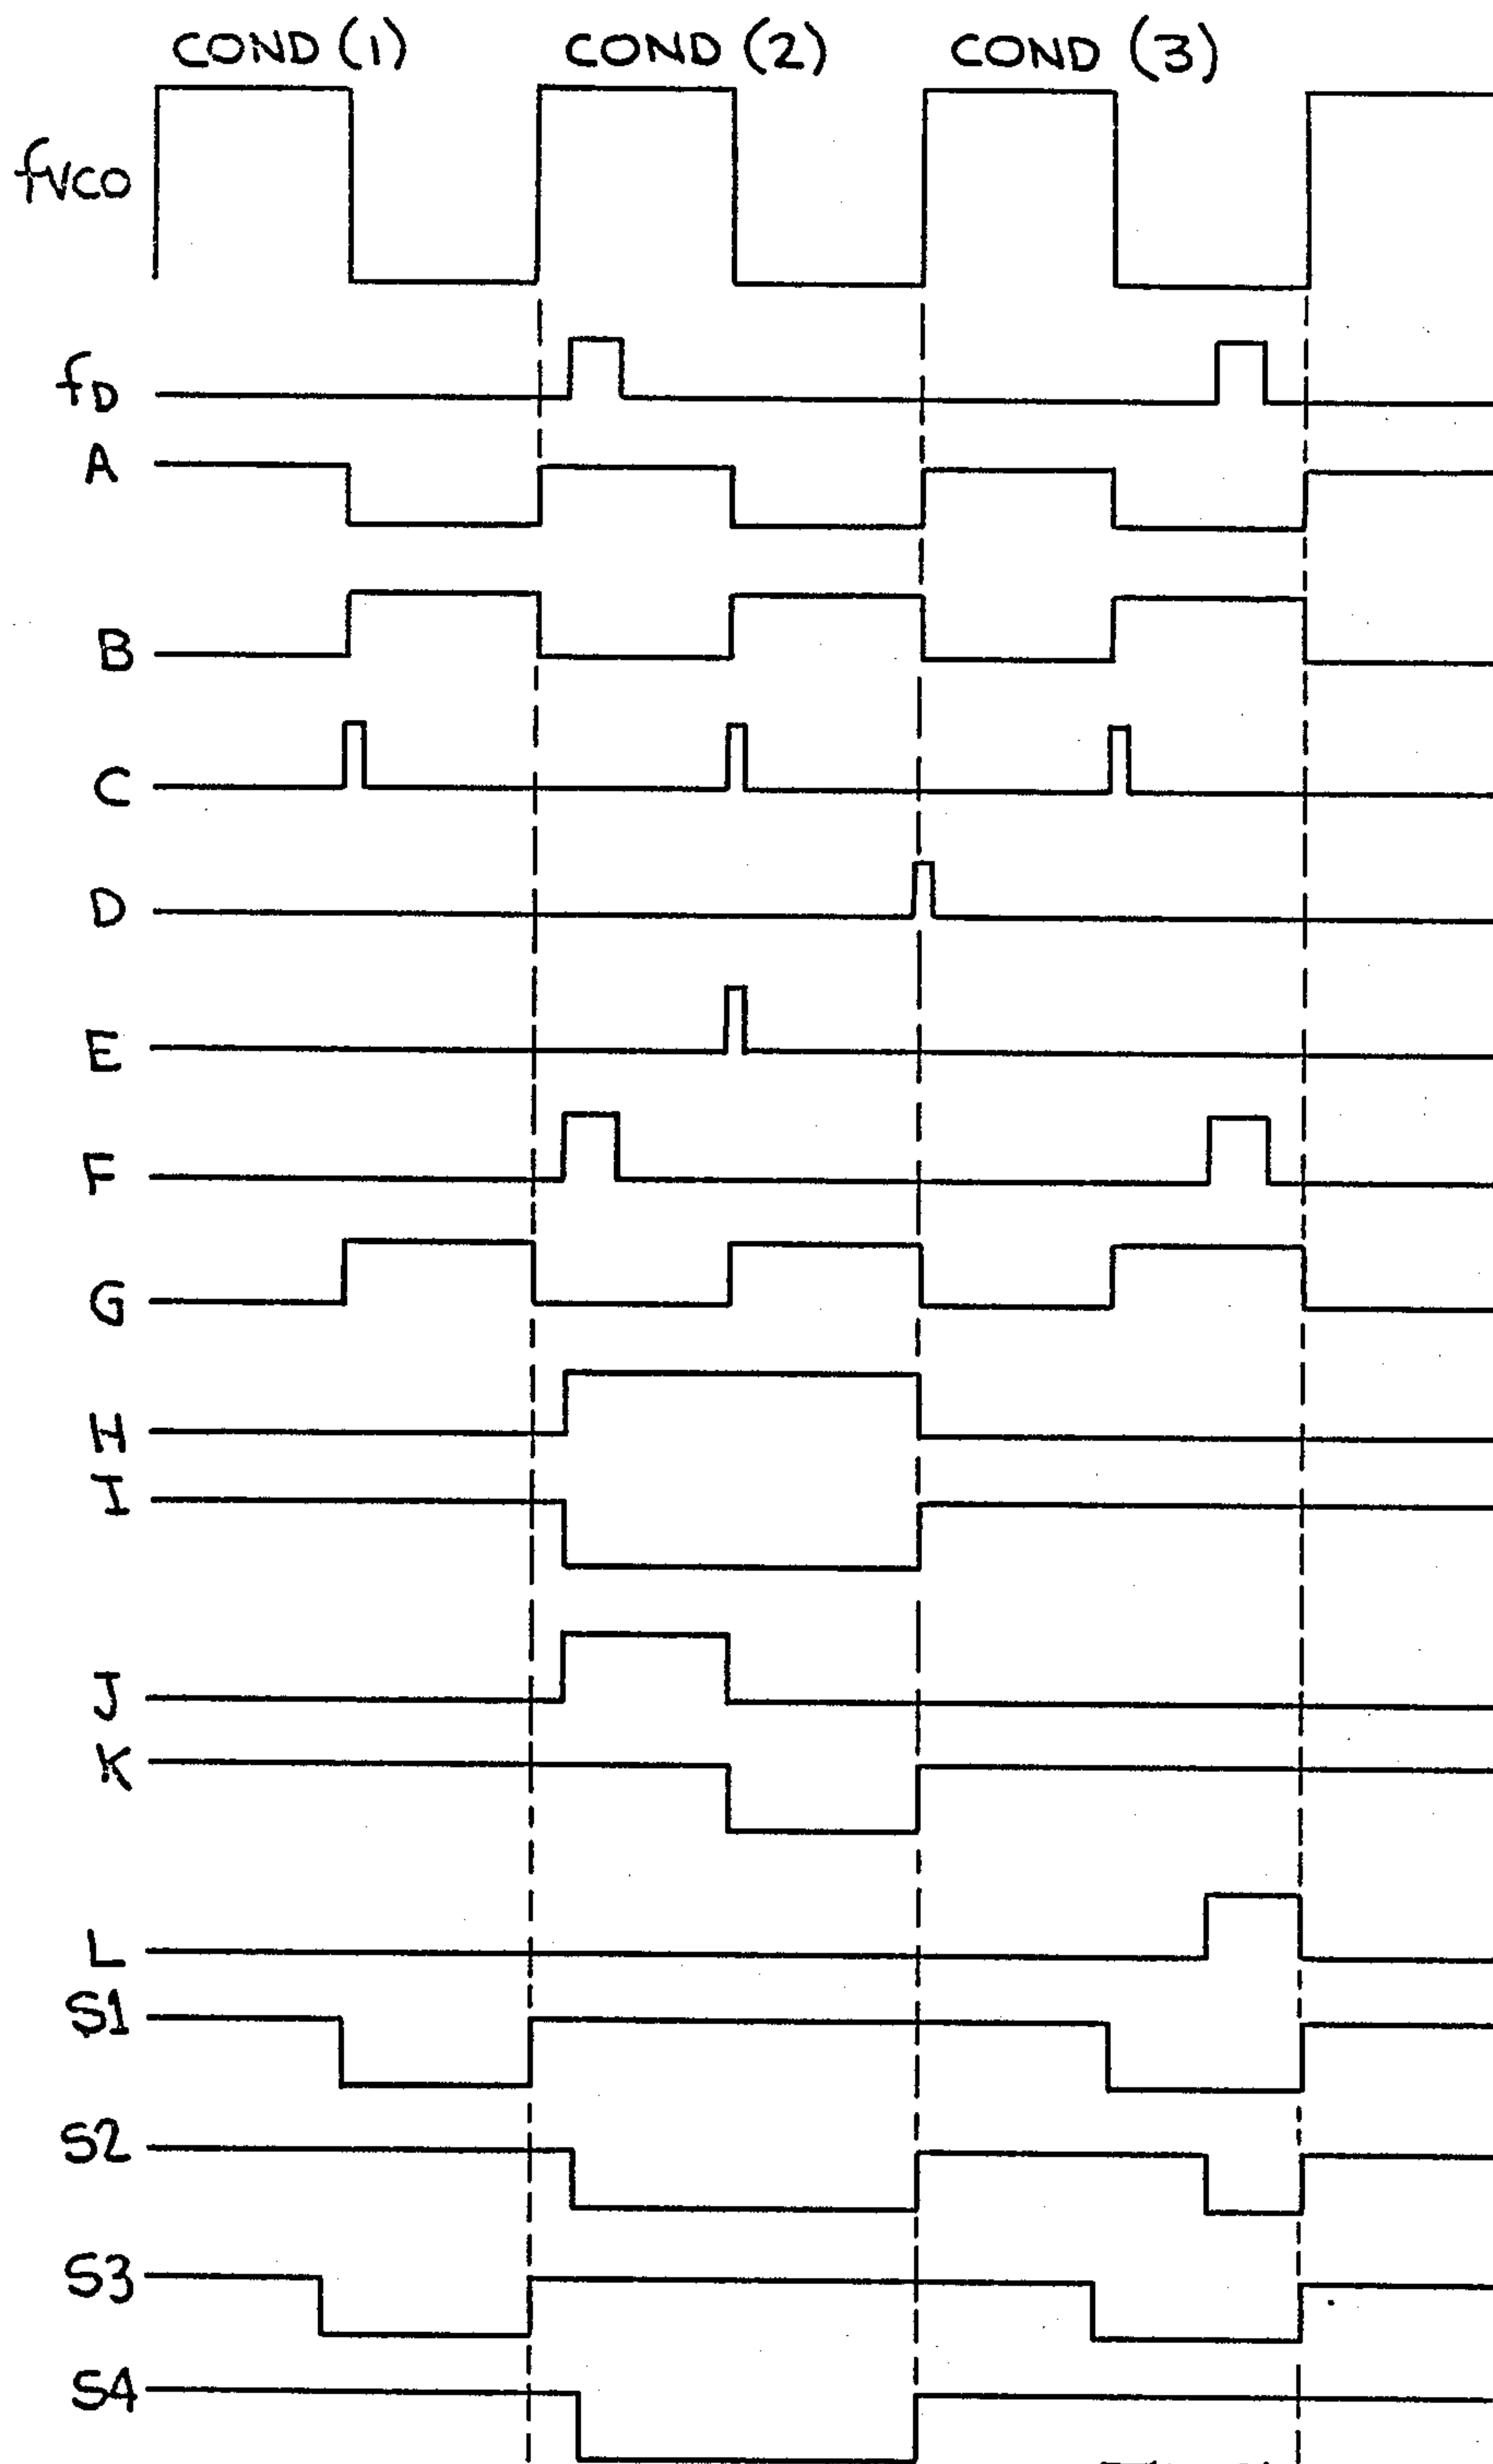 COND (1) COND (2) COND (3)
fVCO
fD
A
B
C
D
E
F
G
H
I
J
K
L
S1
S2
S3
S4